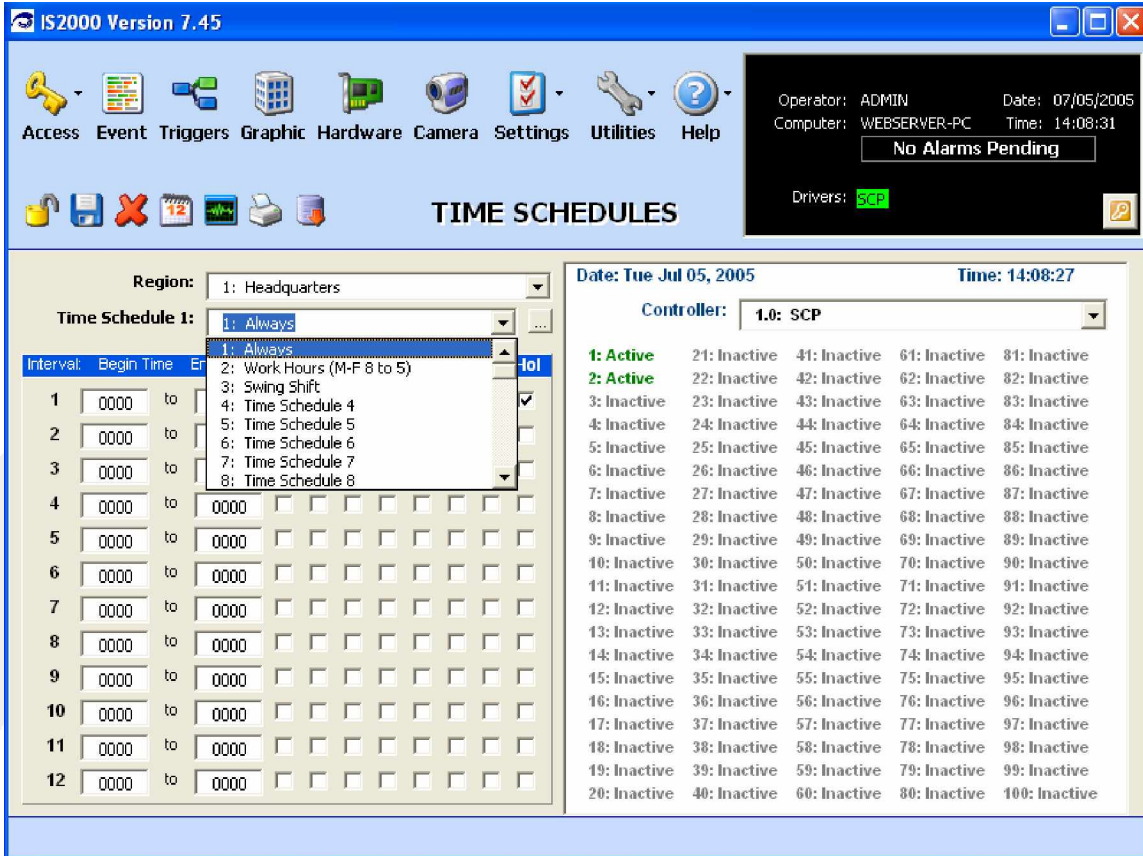 IS2000 Version 7.45
Access Event Triggers Graphic Hardware Camera Settings Utilities Help
Operator: ADMIN Date: 07/05/2005
Computer: WEBSERVER-PC Time: 14:08:31
No Alarms Pending
Drivers: SCP
12
TIME SCHEDULES
Region: 1: Headquarters
Time Schedule 1: 1: Always ...
1: Always
2: Work Hours (M-F 8 to 5)
3: Swing Shift
4: Time Schedule 4
5: Time Schedule 5
6: Time Schedule 6
7: Time Schedule 7
8: Time Schedule 8
Interval: Begin Time Hol
1 0000 to
2 0000 to
3 0000 to
4 0000 to 0000
5 0000 to 0000
6 0000 to 0000
7 0000 to 0000
8 0000 to 0000
9 0000 to 0000
10 0000 to 0000
11 0000 to 0000
12 0000 to 0000
Date: Tue Jul 05, 2005 Time: 14:08:27
Controller: 1.0: SCP
1: Active 21: Inactive 41: Inactive 61: Inactive 81: Inactive
2: Active 22: Inactive 42: Inactive 62: Inactive 82: Inactive
3: Inactive 23: Inactive 43: Inactive 63: Inactive 83: Inactive
4: Inactive 24: Inactive 44: Inactive 64: Inactive 84: Inactive
5: Inactive 25: Inactive 45: Inactive 65: Inactive 85: Inactive
6: Inactive 26: Inactive 46: Inactive 66: Inactive 86: Inactive
7: Inactive 27: Inactive 47: Inactive 67: Inactive 87: Inactive
8: Inactive 28: Inactive 48: Inactive 68: Inactive 88: Inactive
9: Inactive 29: Inactive 49: Inactive 69: Inactive 89: Inactive
10: Inactive 30: Inactive 50: Inactive 70: Inactive 90: Inactive
11: Inactive 31: Inactive 51: Inactive 71: Inactive 91: Inactive
12: Inactive 32: Inactive 52: Inactive 72: Inactive 92: Inactive
13: Inactive 33: Inactive 53: Inactive 73: Inactive 93: Inactive
14: Inactive 34: Inactive 54: Inactive 74: Inactive 94: Inactive
15: Inactive 35: Inactive 55: Inactive 75: Inactive 95: Inactive
16: Inactive 36: Inactive 56: Inactive 76: Inactive 96: Inactive
17: Inactive 37: Inactive 57: Inactive 77: Inactive 97: Inactive
18: Inactive 38: Inactive 58: Inactive 78: Inactive 98: Inactive
19: Inactive 39: Inactive 59: Inactive 79: Inactive 99: Inactive
20: Inactive 40: Inactive 60: Inactive 80: Inactive 100: Inactive